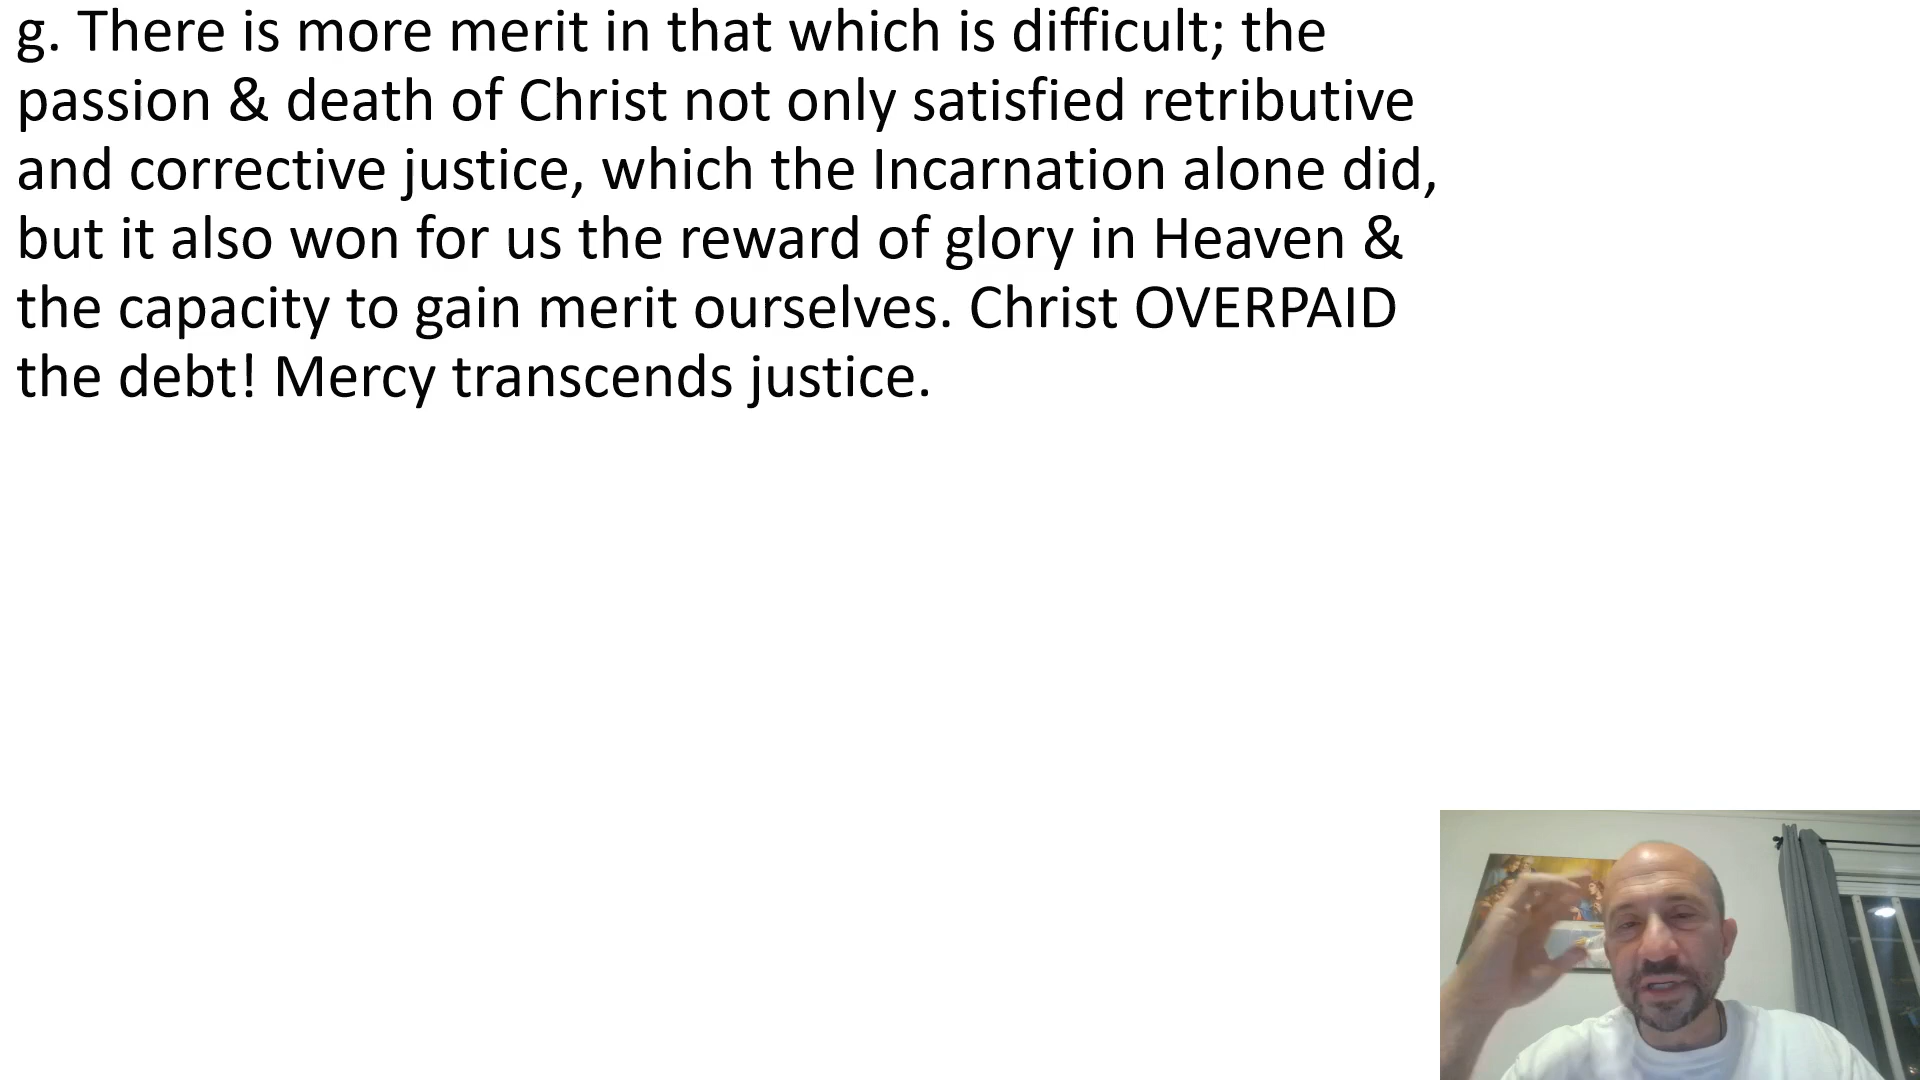 g. There is more merit in that which is difficult; the
passion & death of Christ not only satisfied retributive
and corrective justice, which the Incarnation alone did,
but it also won for us the reward of glory in Heaven &
the capacity to gain merit ourselves. Christ OVERPAID
the debt! Mercy transcends justice.